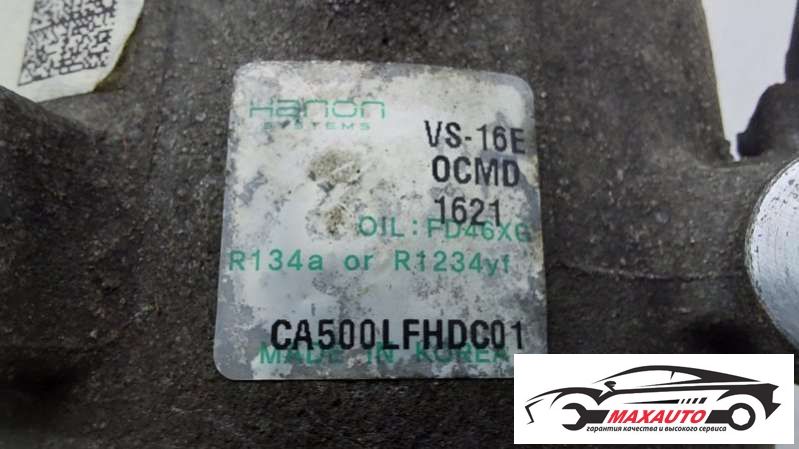 Hanon
SYSTEMS
VS-16E
0CMD
1621
OIL: FD46XG
R134a or R1234yf
CA500LFHDC01
MADE IN KOREA
MAXAUTO
гарантия качества и высокого сервиса